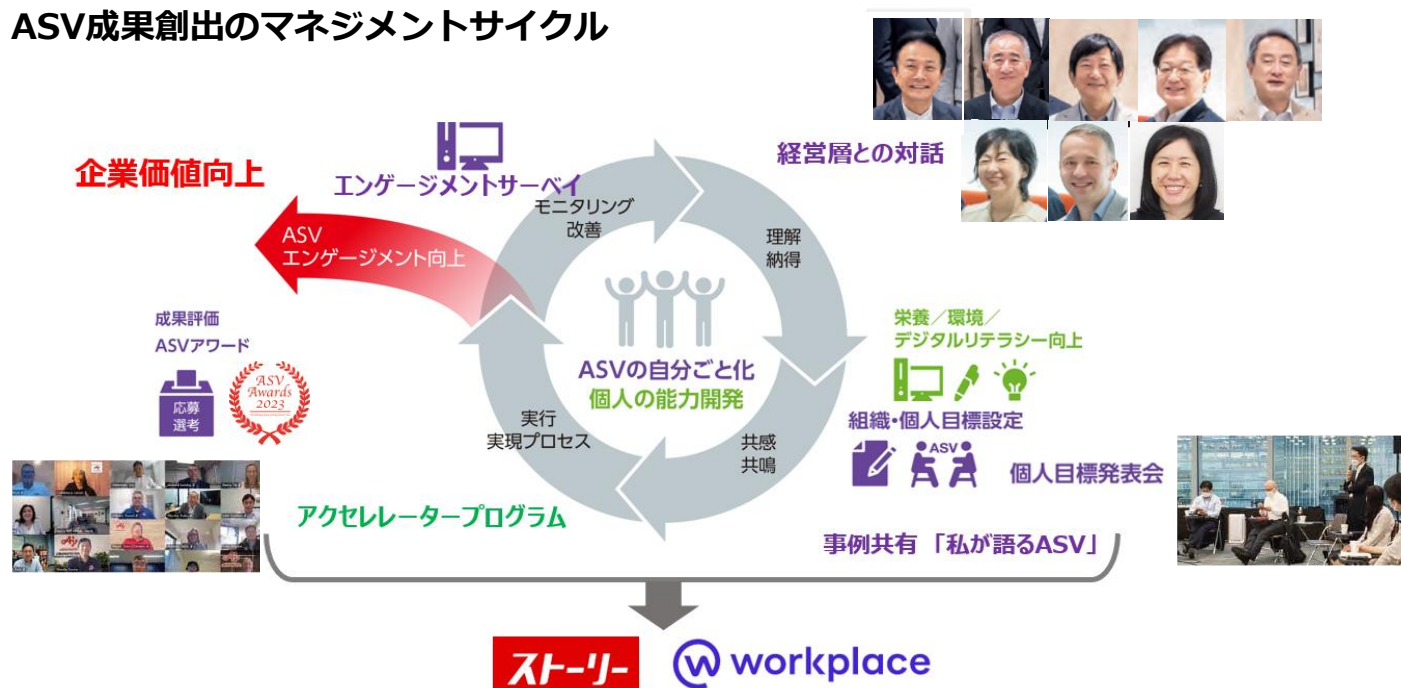 ASV成果創出のマネジメントサイクル
企業価値向上
エンゲージメントサーベイ
経営層との対話
モニタリング
改善
理解
納得
ASV
エンゲージメント向上
成果評価
ASVアワード
応募
選考
ASV
Awards
2023
ASVの自分ごと化
個人の能力開発
栄養／環境／
デジタルリテラシー向上
組織・個人目標設定
ASV
個人目標発表会
実行
実現プロセス
共感
共鳴
アクセレレータープログラム
事例共有 「私が語るASV」
ストーリー
workplace